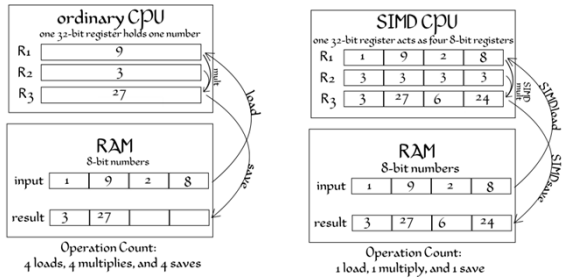 ordinary CPU
one 32-bit register holds one number
R1 9
R2 3
R3 27
mult
load
save
RAM
8-bit numbers
input 1 9 2 8
result 3 27
Operation Count:
4 loads, 4 multiplies, and 4 saves
SIMD CPU
one 32-bit register acts as four 8-bit registers
R1 1 9 2 8
R2 3 3 3 3
R3 3 27 6 24
SIMD
mult
SIMDload
SIMDsave
RAM
8-bit numbers
input 1 9 2 8
result 3 27 6 24
Operation Count:
1 load, 1 multiply, and 1 save